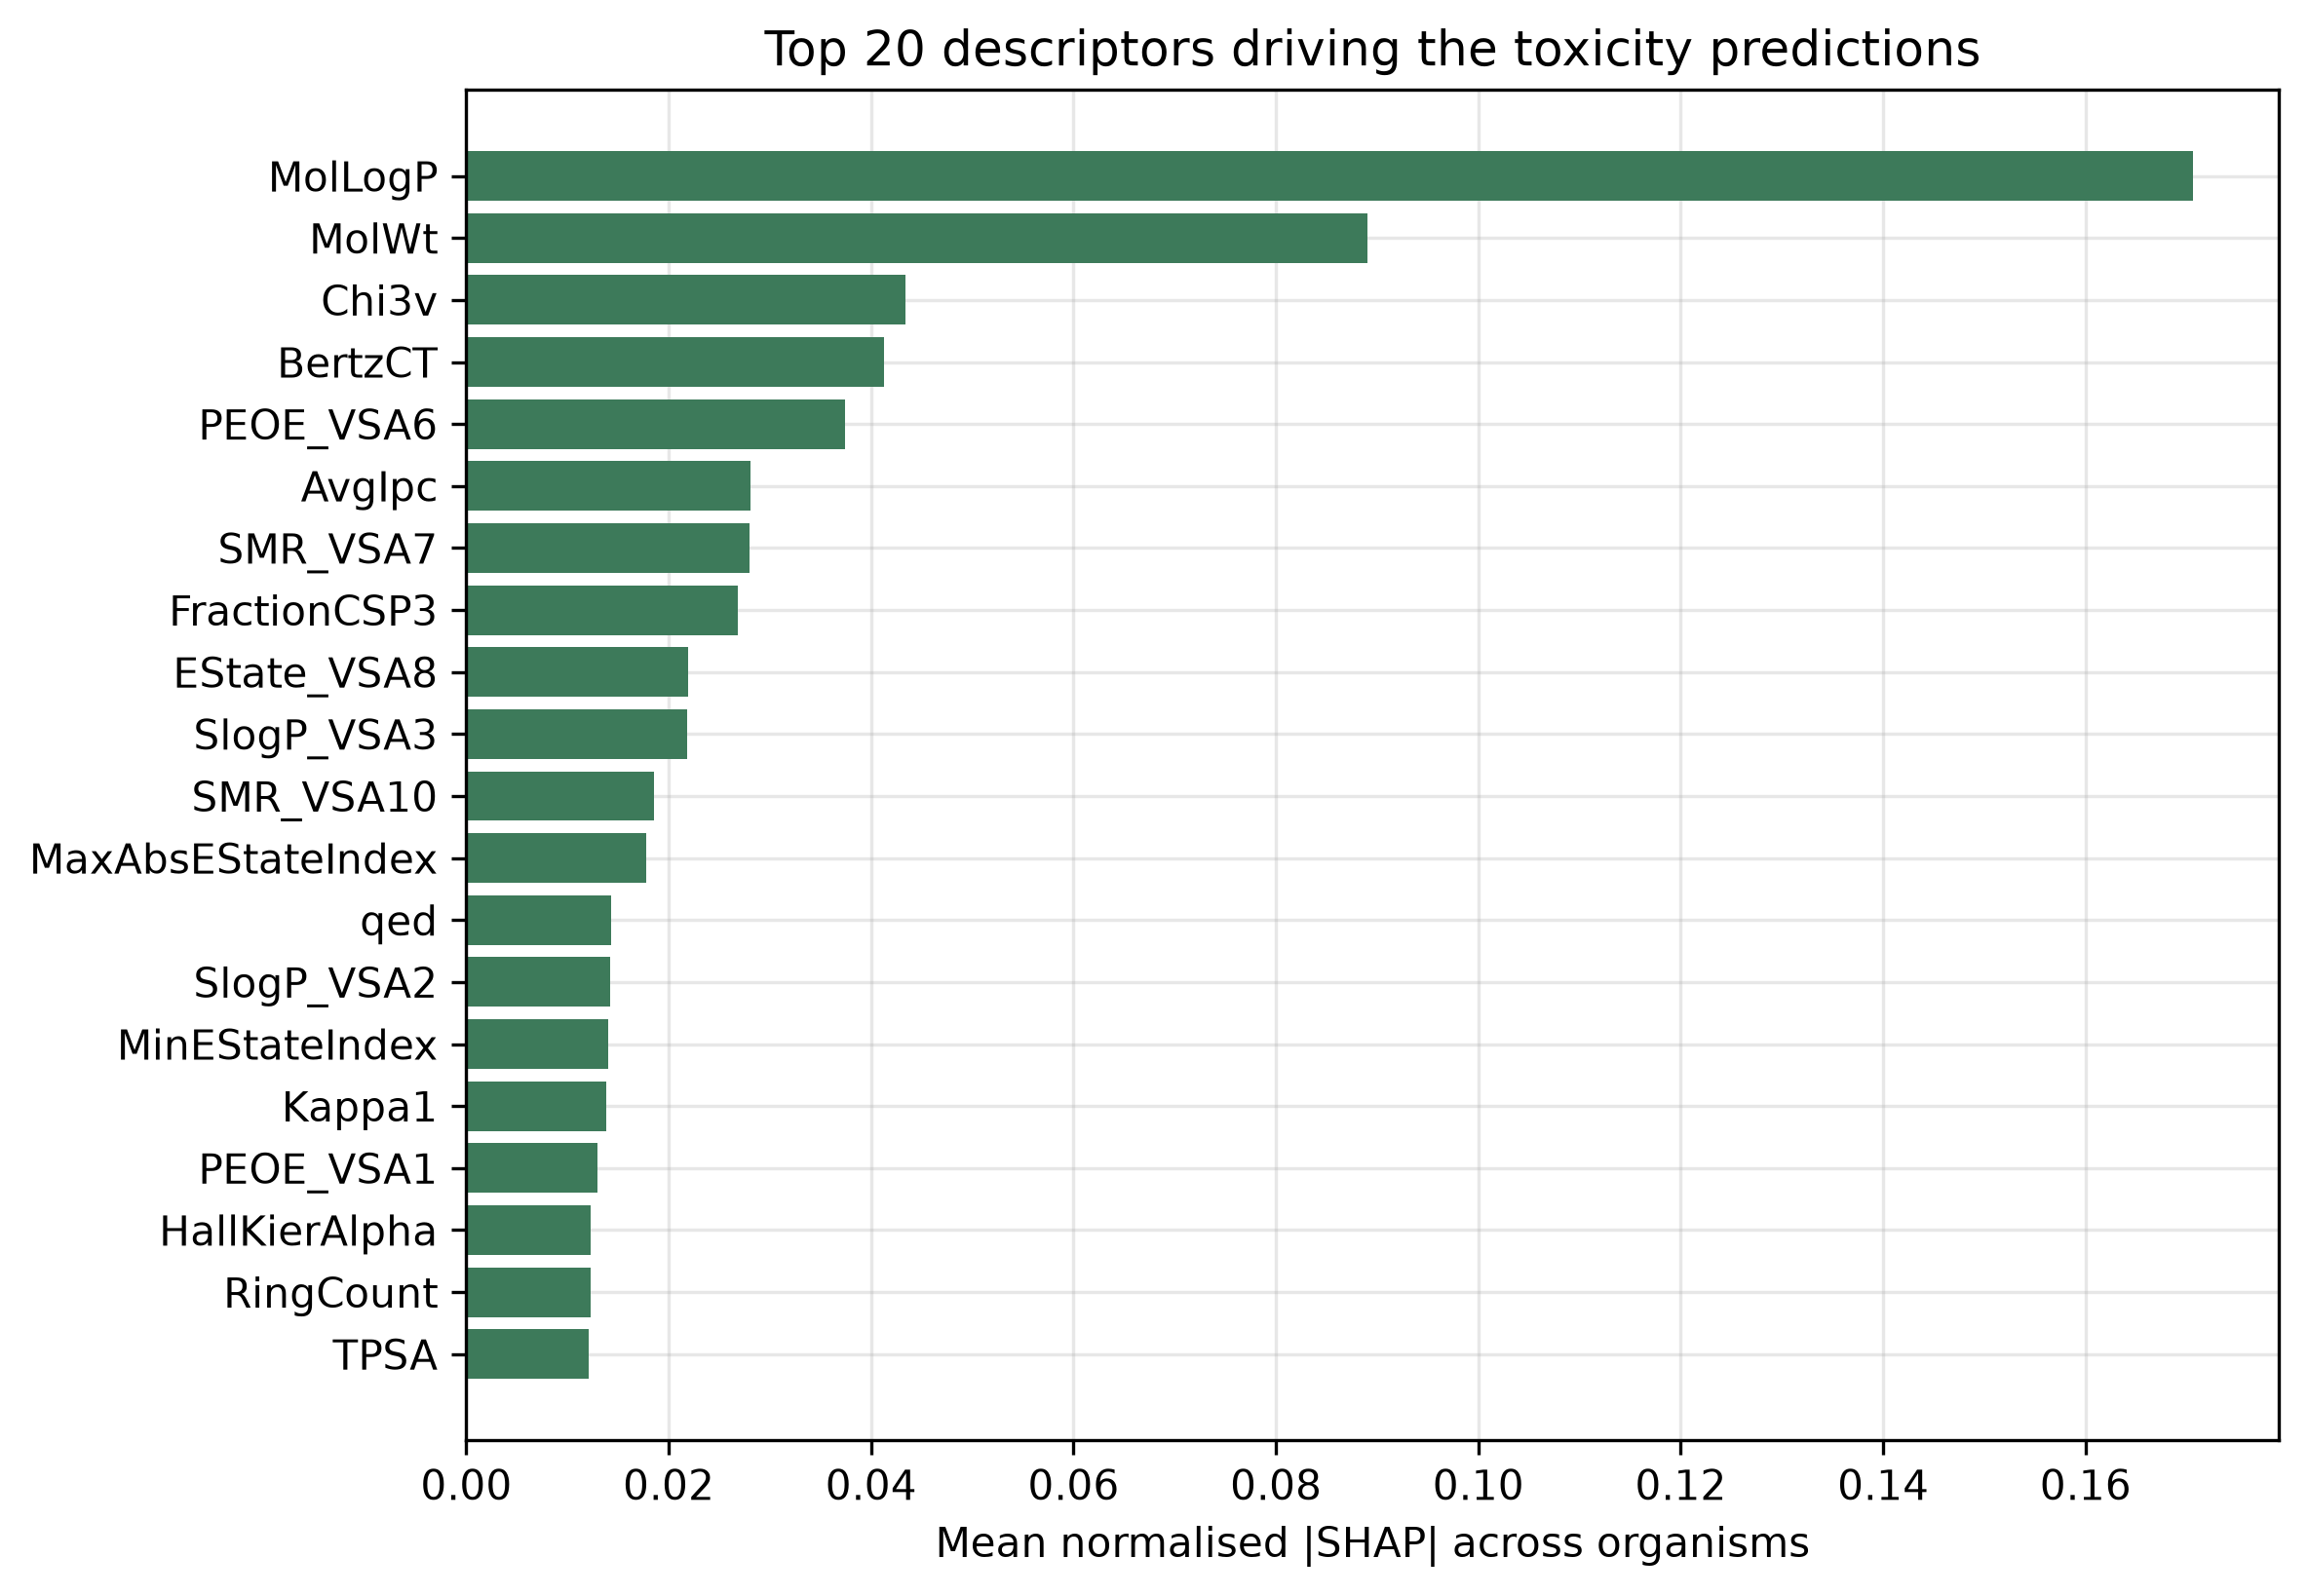 Top 20 descriptors driving the toxicity predictions
MolLogP
MolWt
Chi3v
BertzCT
PEOE_VSA6
AvgIpc
SMR_VSA7
FractionCSP3
EState_VSA8
SlogP_VSA3
SMR_VSA10
MaxAbsEStateIndex
qed
SlogP_VSA2
MinEStateIndex
Kappa1
PEOE_VSA1
HallKierAlpha
RingCount
TPSA
0.00 0.02 0.04 0.06 0.08 0.10 0.12 0.14 0.16
Mean normalised |SHAP| across organisms